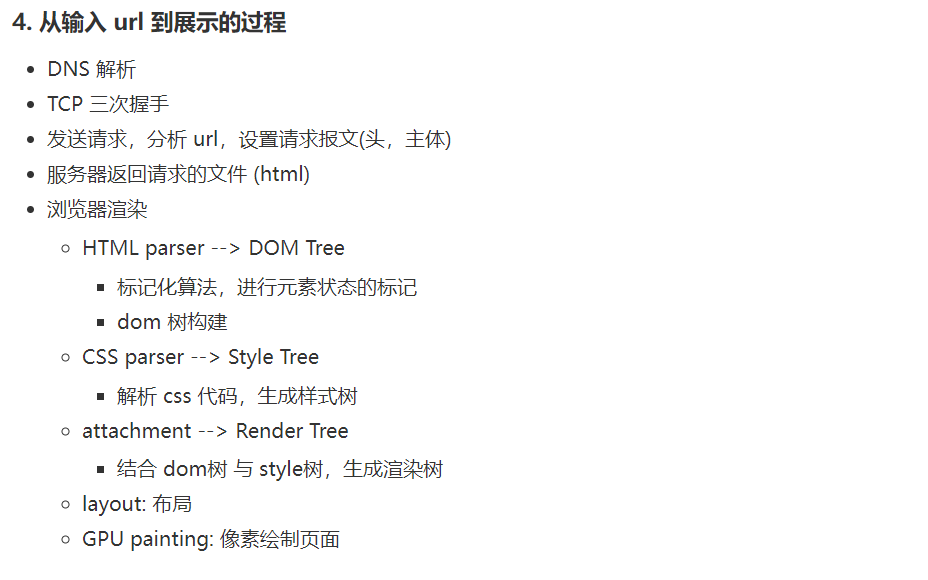 4. 从输入 url 到展示的过程
DNS 解析
TCP 三次握手
发送请求，分析 url，设置请求报文(头，主体)
服务器返回请求的文件 (html)
浏览器渲染
HTML parser --> DOM Tree
标记化算法，进行元素状态的标记
dom 树构建
CSS parser --> Style Tree
解析 css 代码，生成样式树
attachment --> Render Tree
结合 dom树 与 style树，生成渲染树
layout: 布局
GPU painting: 像素绘制页面